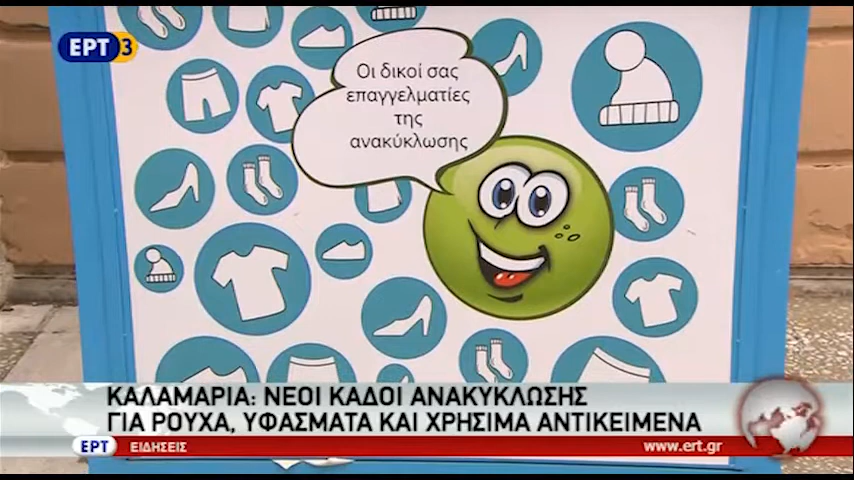 ΕΡΤ3
Οι δικοί σας
επαγγελματίες
της
ανακύκλωσης
ΚΑΛΑΜΑΡΙΑ: ΝΕΟΙ ΚΑΔΟΙ ΑΝΑΚΥΚΛΩΣΗΣ
ΓΙΑ ΡΟΥΧΑ, ΥΦΑΣΜΑΤΑ ΚΑΙ ΧΡΗΣΙΜΑ ΑΝΤΙΚΕΙΜΕΝΑ
ΕΡΤ ΕΙΔΗΣΕΙΣ www.ert.gr